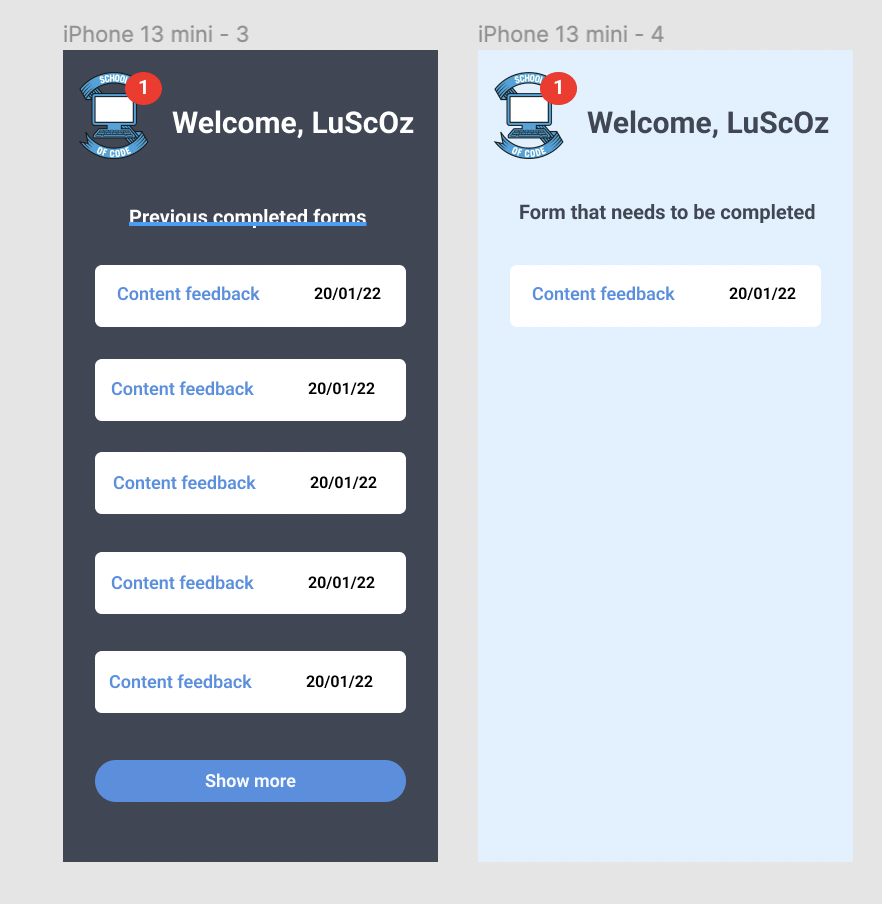 iPhone 13 mini - 3
SCHOOL
1
OF CODE
Welcome, LuScOz
Previous completed forms
Content feedback 20/01/22
Content feedback 20/01/22
Content feedback 20/01/22
Content feedback 20/01/22
Content feedback 20/01/22
Show more
iPhone 13 mini - 4
SCHOOL
1
OF CODE
Welcome, LuScOz
Form that needs to be completed
Content feedback 20/01/22